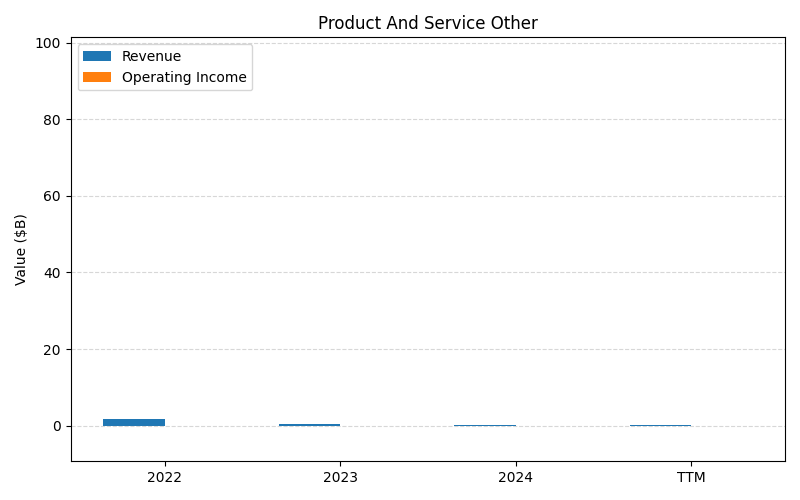 Product And Service Other
Revenue
Operating Income
Value ($B)
100
80
60
40
20
0
2022
2023
2024
TTM